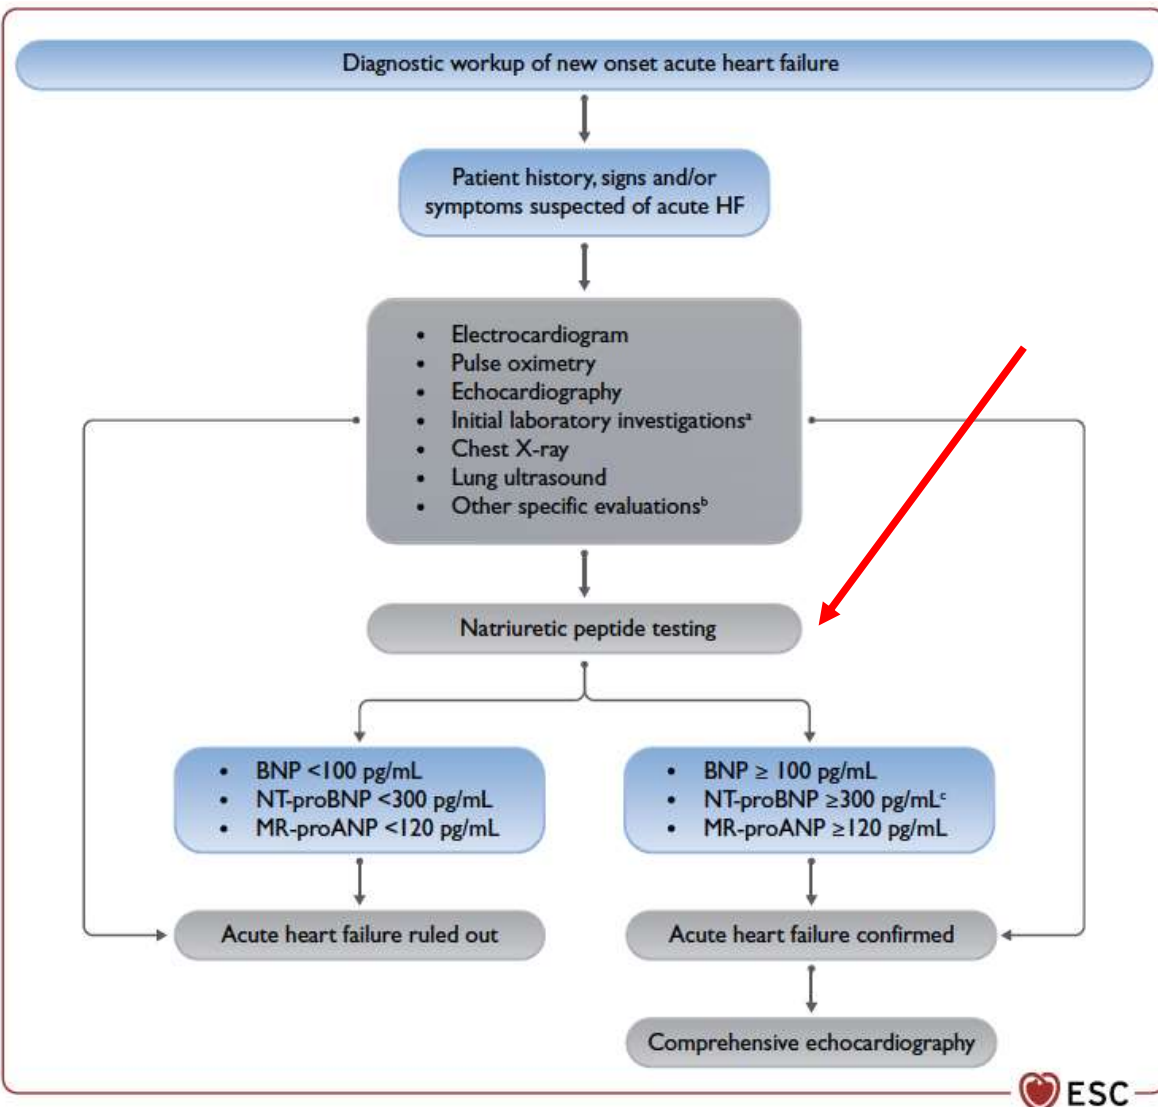 Diagnostic workup of new onset acute heart failure
Patient history, signs and/or
symptoms suspected of acute HF
• Electrocardiogram
• Pulse oximetry
• Echocardiography
• Initial laboratory investigationsᵃ
• Chest X-ray
• Lung ultrasound
• Other specific evaluationsᵇ
Natriuretic peptide testing
• BNP <100 pg/mL
• NT-proBNP <300 pg/mL
• MR-proANP <120 pg/mL
• BNP ≥ 100 pg/mL
• NT-proBNP ≥300 pg/mLᶜ
• MR-proANP ≥120 pg/mL
Acute heart failure ruled out
Acute heart failure confirmed
Comprehensive echocardiography
ESC